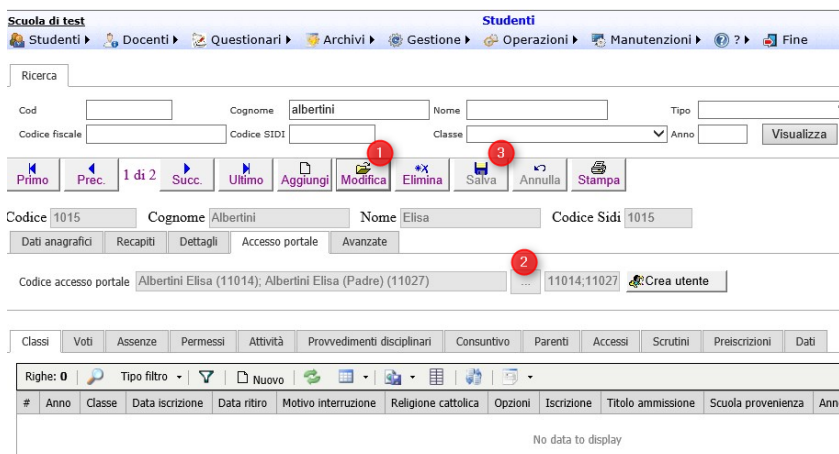 Scuola di test Studenti
Studenti Docenti Questionari Archivi Gestione Operazioni Manutenzioni ? Fine
Ricerca
Cod Cognome albertini Nome Tipo
Codice fiscale Codice SIDI Classe Anno Visualizza
1 3
Primo Prec. 1 di 2 Succ. Ultimo Aggiungi Modifica Elimina Salva Annulla Stampa
Codice 1015 Cognome Albertini Nome Elisa Codice Sidi 1015
Dati anagrafici Recapiti Dettagli Accesso portale Avanzate
2
Codice accesso portale Albertini Elisa (11014); Albertini Elisa (Padre) (11027) ... 11014;11027 Crea utente
Classi Voti Assenze Permessi Attività Provvedimenti disciplinari Consuntivo Parenti Accessi Scrutini Preiscrizioni Dati
Righe: 0 Tipo filtro Nuovo
# Anno Classe Data iscrizione Data ritiro Motivo interruzione Religione cattolica Opzioni Iscrizione Titolo ammissione Scuola provenienza Ann
No data to display